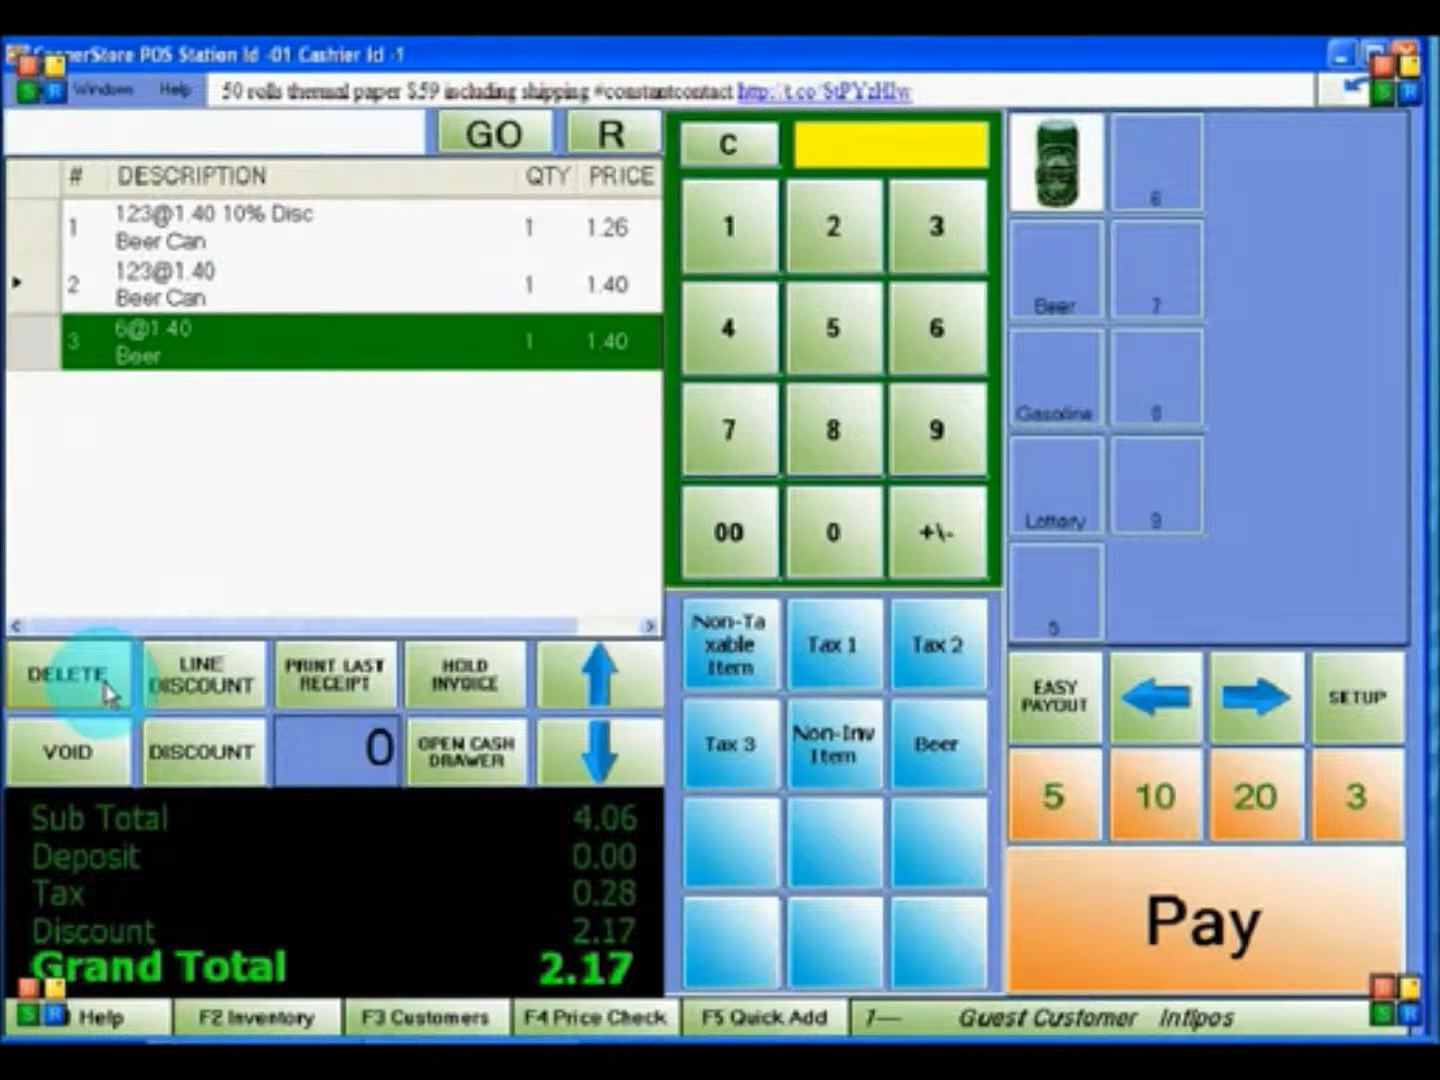 CornerStore POS Station Id -01 Cashier Id -1
Windows Help 50 rolls thermal paper $59 including shipping #constantcontact
GO R C
# DESCRIPTION QTY PRICE
1 123@1.40 10% Disc 1 1.26
Beer Can
2 123@1.40 1 1.40
Beer Can
3 6@1.40 1 1.40
Beer
1 2 3
4 5 6
7 8 9
00 0 +\-
6
Beer 7
Gasoline 8
Lottery 9
5
Non-Ta
xable
Item
Tax 1
Tax 2
Tax 3
Non-Inv
Item
Beer
DELETE
LINE
DISCOUNT
PRINT LAST
RECEIPT
HOLD
INVOICE
VOID
DISCOUNT
0
OPEN CASH
DRAWER
EASY
PAYOUT
SETUP
5 10 20 3
Pay
Sub Total 4.06
Deposit 0.00
Tax 0.28
Discount 2.17
Grand Total 2.17
Help F2 Inventory F3 Customers F4 Price Check F5 Quick Add 1— Guest Customer Intlpos